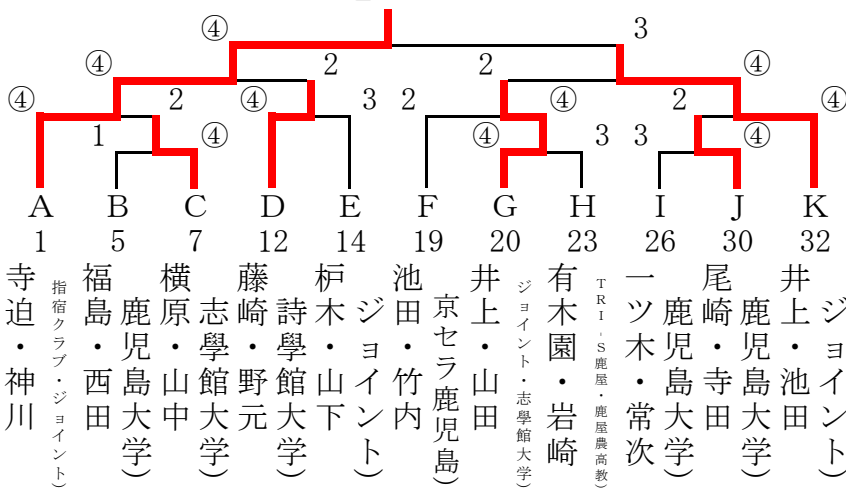 ④ 3
④ 2 2 ④
④ 2 ④ 3 2 ④ 2 ④
1 ④ ④ 3 3 ④
A B C D E F G H I J K
1 5 7 12 14 19 20 23 26 30 32
寺迫・神川
指宿クラブ・ジョイント)
福島・西田
鹿児島大学)
横原・山中
志學館大学)
藤崎・野元
詩學館大学)
枦木・山下
ジョイント)
池田・竹内
京セラ鹿児島)
井上・山田
ジョイント・志學館大学)
有木園・岩崎
TRI-S鹿屋・鹿屋農高教)
一ツ木・常次
鹿児島大学)
尾崎・寺田
鹿児島大学)
井上・池田
ジョイント)